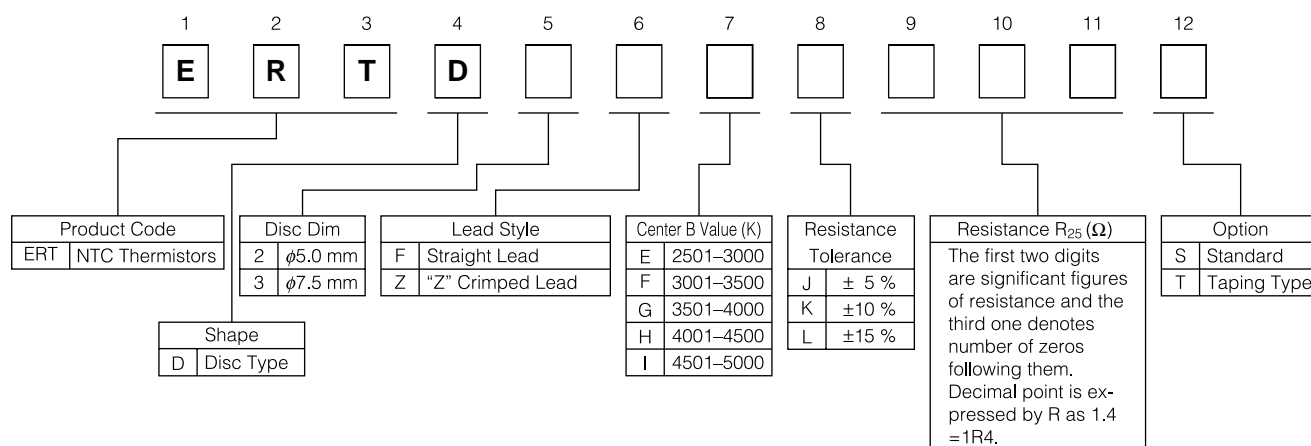 1 2 3 4 5 6 7 8 9 10 11 12
E R T D
Product Code
ERT NTC Thermistors
Shape
D Disc Type
Disc Dim
2 ϕ5.0 mm
3 ϕ7.5 mm
Lead Style
F Straight Lead
Z “Z” Crimped Lead
Center B Value (K)
E 2501–3000
F 3001–3500
G 3501–4000
H 4001–4500
I 4501–5000
Resistance
Tolerance
J ± 5 %
K ±10 %
L ±15 %
Resistance R25 (Ω)
The first two digits
are significant figures
of resistance and the
third one denotes
number of zeros
following them.
Decimal point is ex-
pressed by R as 1.4
=1R4.
Option
S Standard
T Taping Type